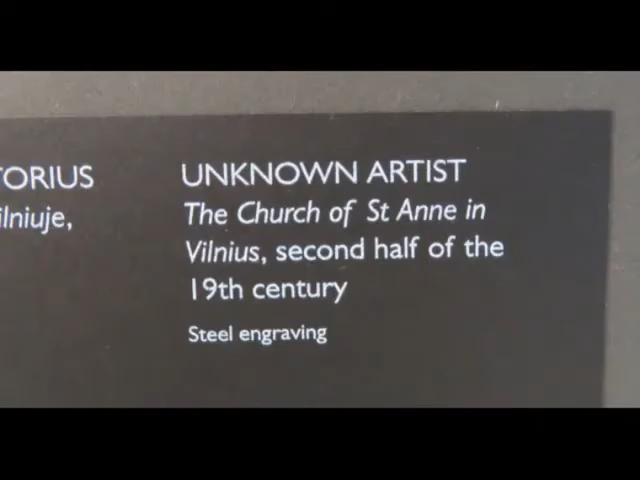 TORIUS
ilniuje,
UNKNOWN ARTIST
The Church of St Anne in
Vilnius, second half of the
19th century
Steel engraving